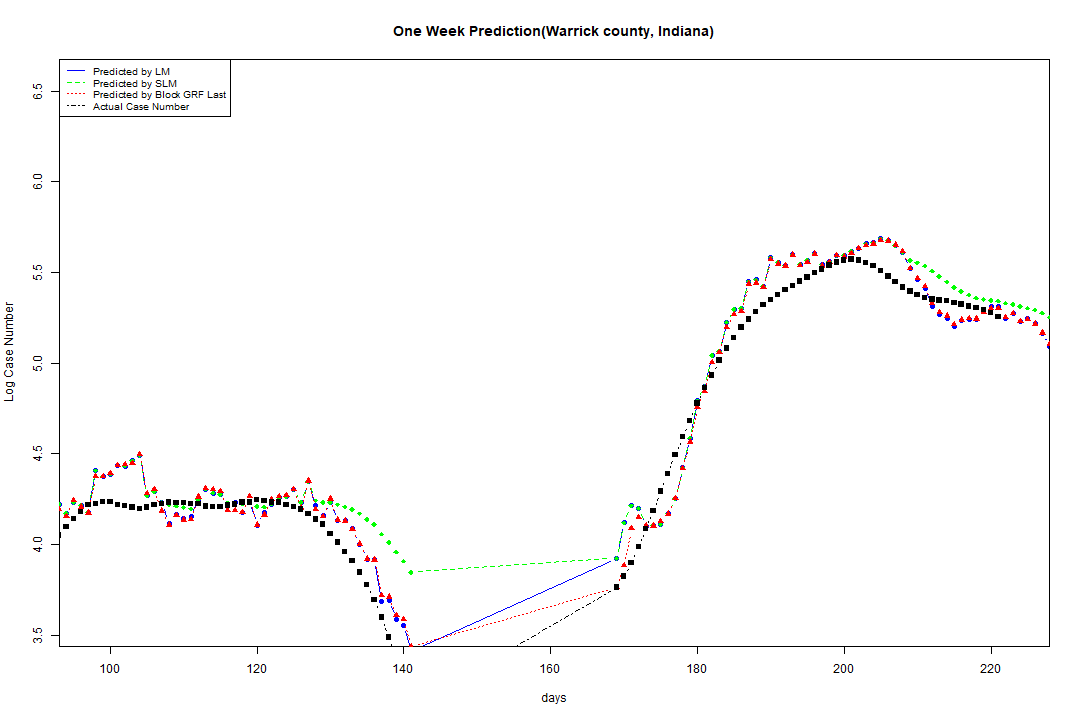 One Week Prediction(Warrick county, Indiana)
Predicted by LM
Predicted by SLM
Predicted by Block GRF Last
Actual Case Number
6.5
6.0
5.5
5.0
4.5
4.0
3.5
Log Case Number
100 120 140 160 180 200 220
days